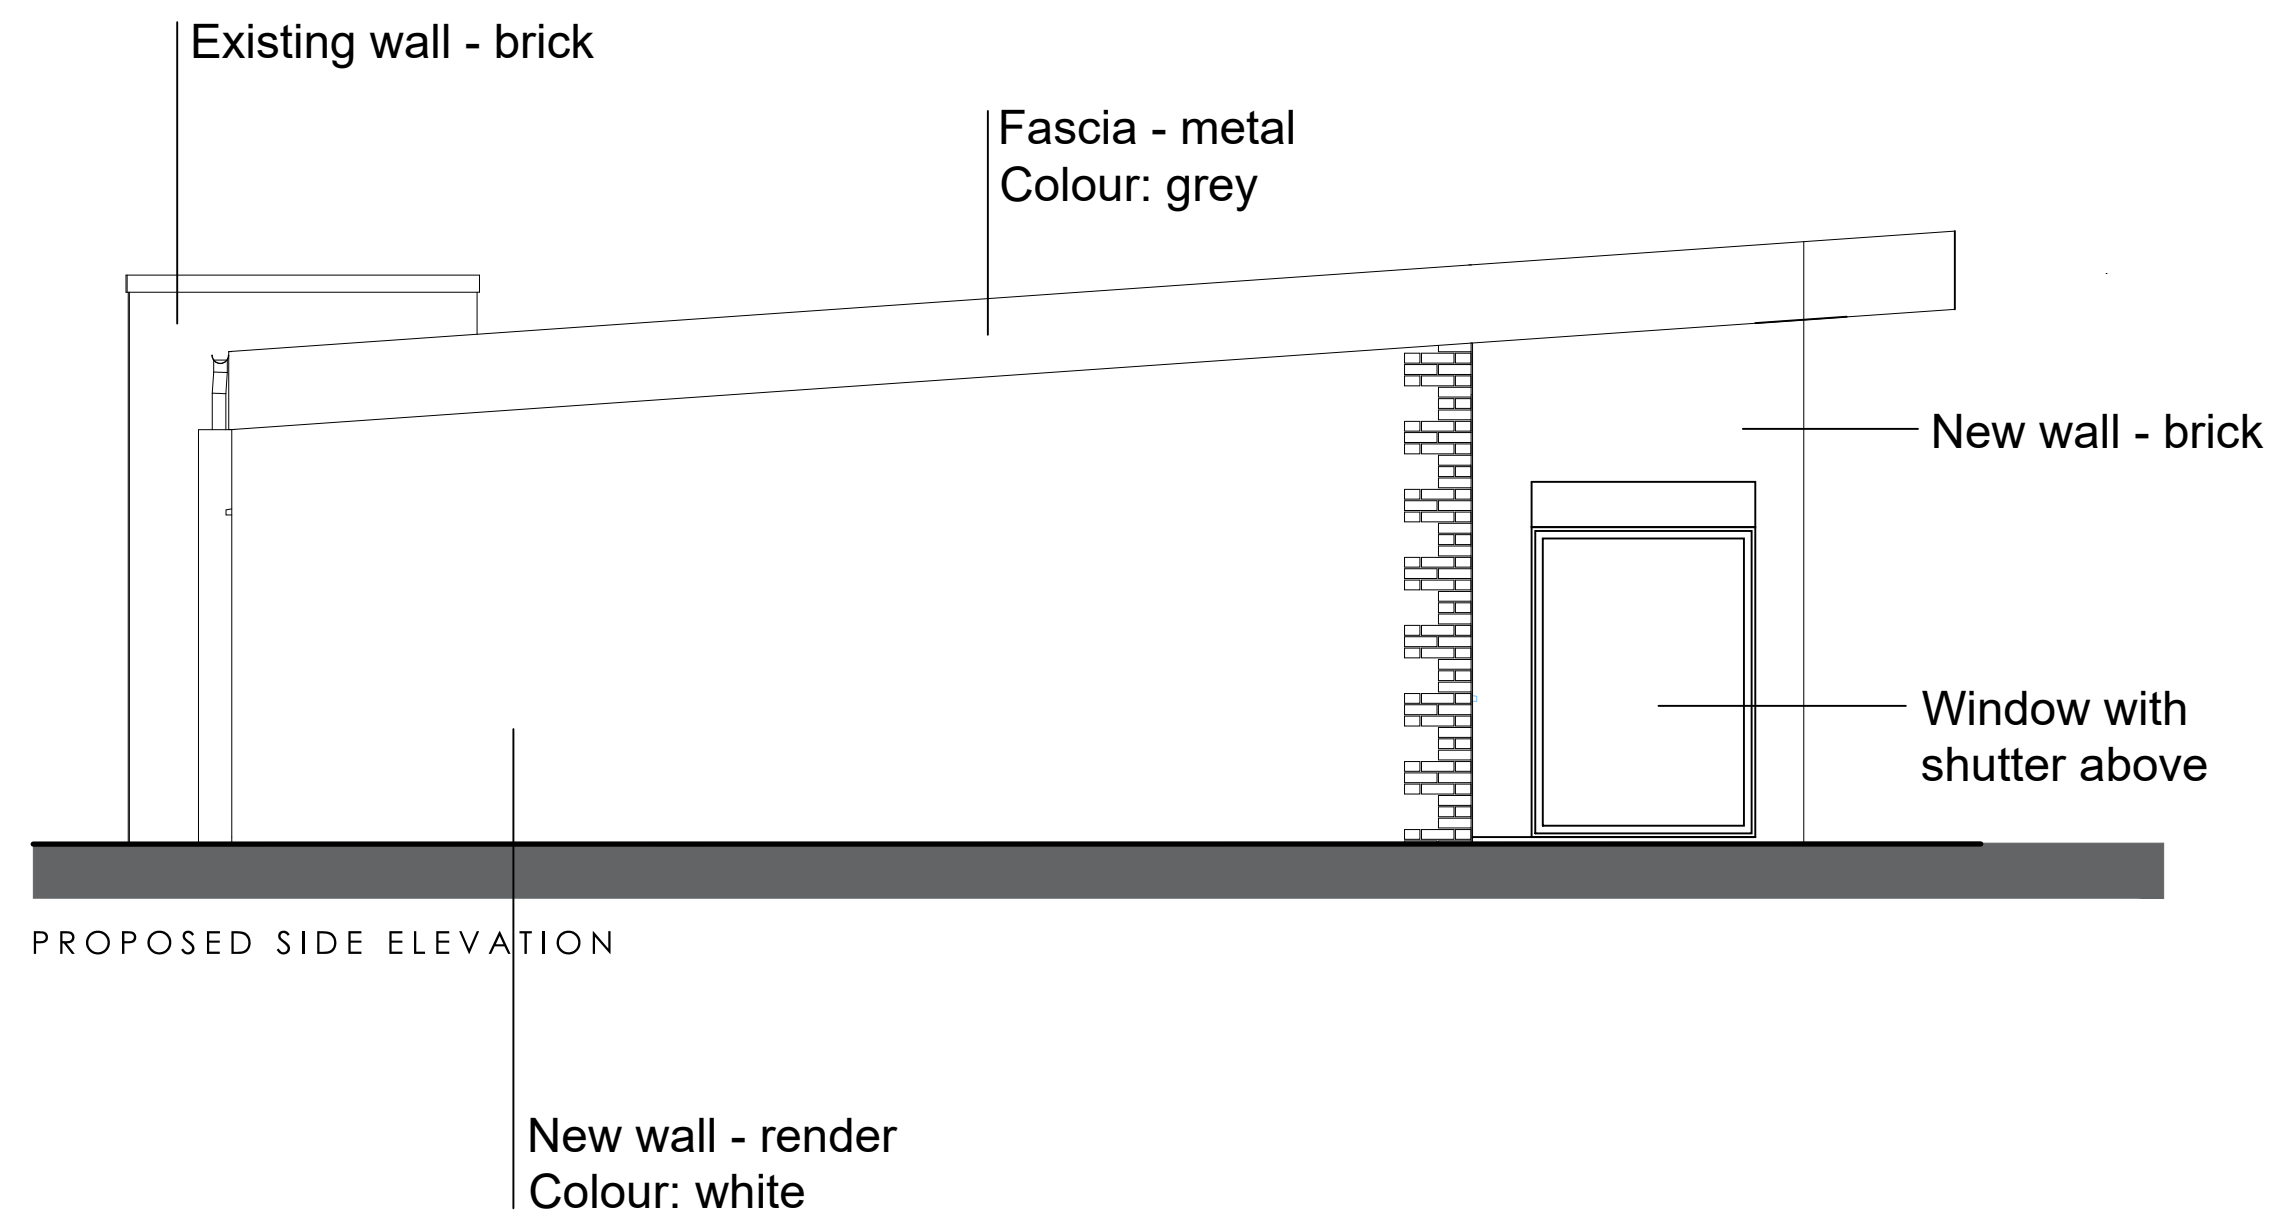 Existing wall - brick
Fascia - metal
Colour: grey
New wall - brick
Window with
shutter above
PROPOSED SIDE ELEVATION
New wall - render
Colour: white